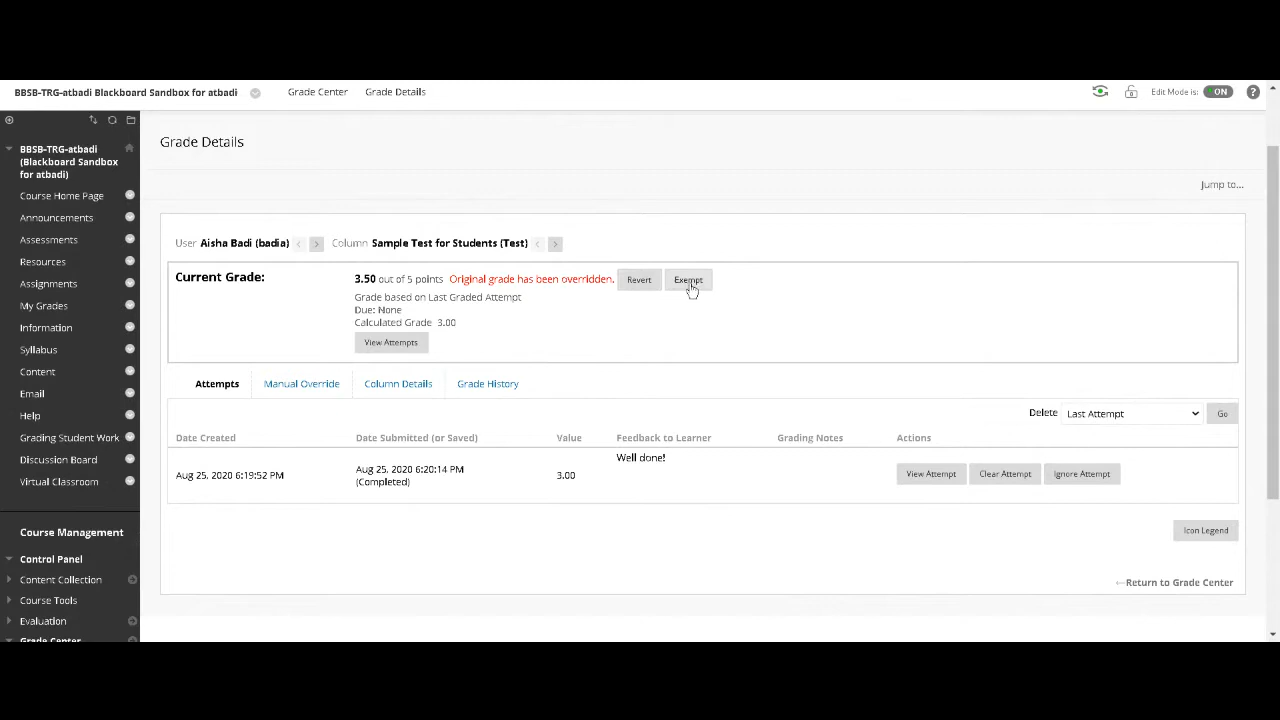 BBSB-TRG-atbadi Blackboard Sandbox for atbadi
Grade Center
Grade Details
Edit Mode is:
ON
?
BBSB-TRG-atbadi
(Blackboard Sandbox
for atbadi)
Course Home Page
Announcements
Assessments
Resources
Assignments
My Grades
Information
Syllabus
Content
Email
Help
Grading Student Work
Discussion Board
Virtual Classroom
Course Management
Control Panel
Content Collection
Course Tools
Evaluation
Grade Center
Grade Details
Jump to...
User Aisha Badi (badia) < > Column Sample Test for Students (Test) < >
Current Grade:
3.50 out of 5 points Original grade has been overridden. Revert Exempt
Grade based on Last Graded Attempt
Due: None
Calculated Grade 3.00
View Attempts
Attempts Manual Override Column Details Grade History
Delete Last Attempt Go
Date Created Date Submitted (or Saved) Value Feedback to Learner Grading Notes Actions
Well done!
Aug 25, 2020 6:19:52 PM
Aug 25, 2020 6:20:14 PM
(Completed)
3.00
View Attempt Clear Attempt Ignore Attempt
Icon Legend
←Return to Grade Center